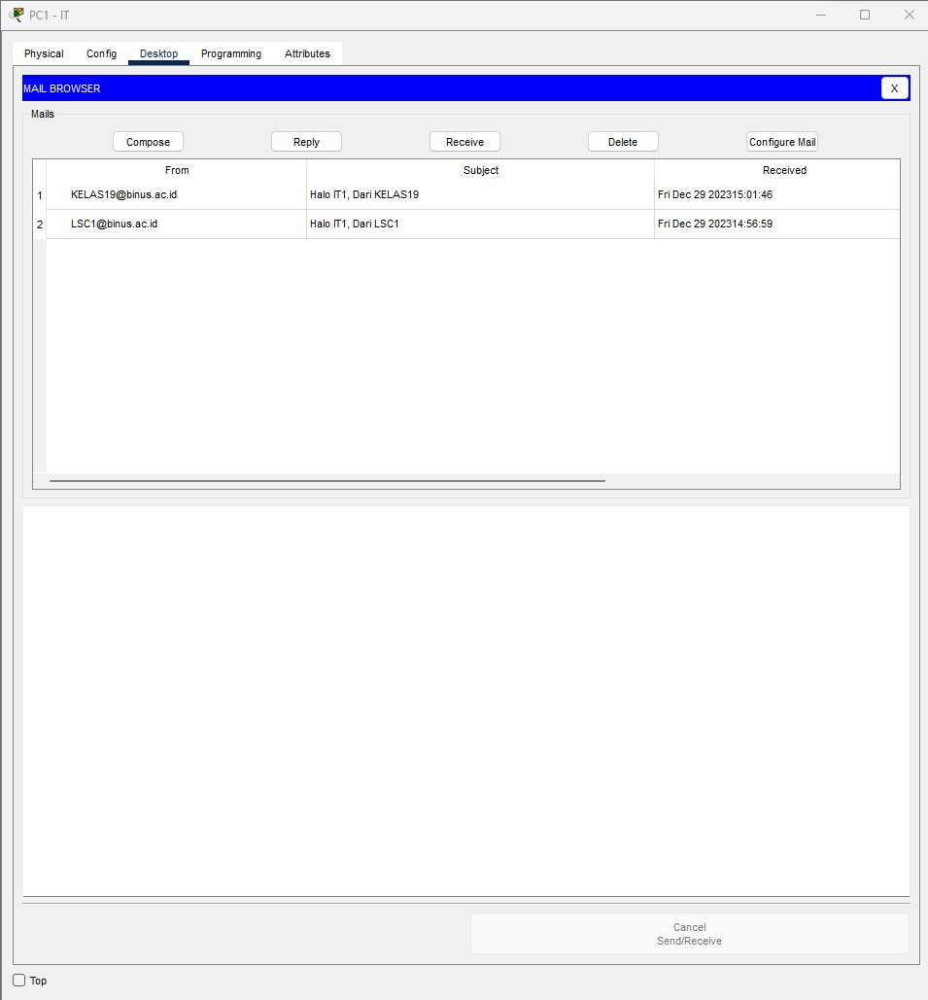 PC1 - IT
Physical Config Desktop Programming Attributes
MAIL BROWSER X
Mails
Compose Reply Receive Delete Configure Mail
From Subject Received
1 KELAS19@binus.ac.id Halo IT1, Dari KELAS19 Fri Dec 29 202315:01:46
2 LSC1@binus.ac.id Halo IT1, Dari LSC1 Fri Dec 29 202314:56:59
Cancel
Send/Receive
Top